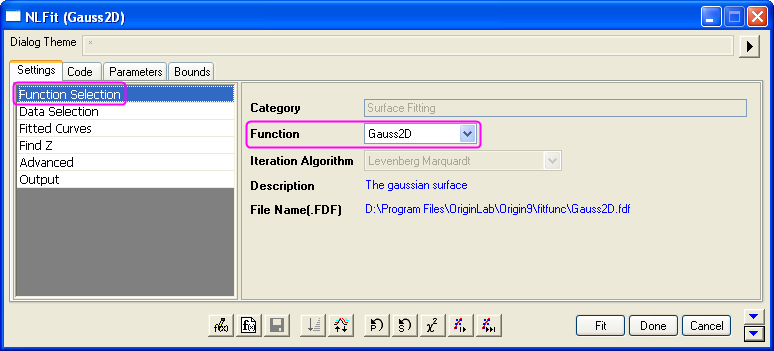 NLFit (Gauss2D)
Dialog Theme *
Settings Code Parameters Bounds
Function Selection
Data Selection
Fitted Curves
Find Z
Advanced
Output
Category Surface Fitting
Function Gauss2D
Iteration Algorithm Levenberg Marquardt
Description The gaussian surface
File Name(.FDF) D:\Program Files\OriginLab\Origin9\fitfunc\Gauss2D.fdf
Fit Done Cancel